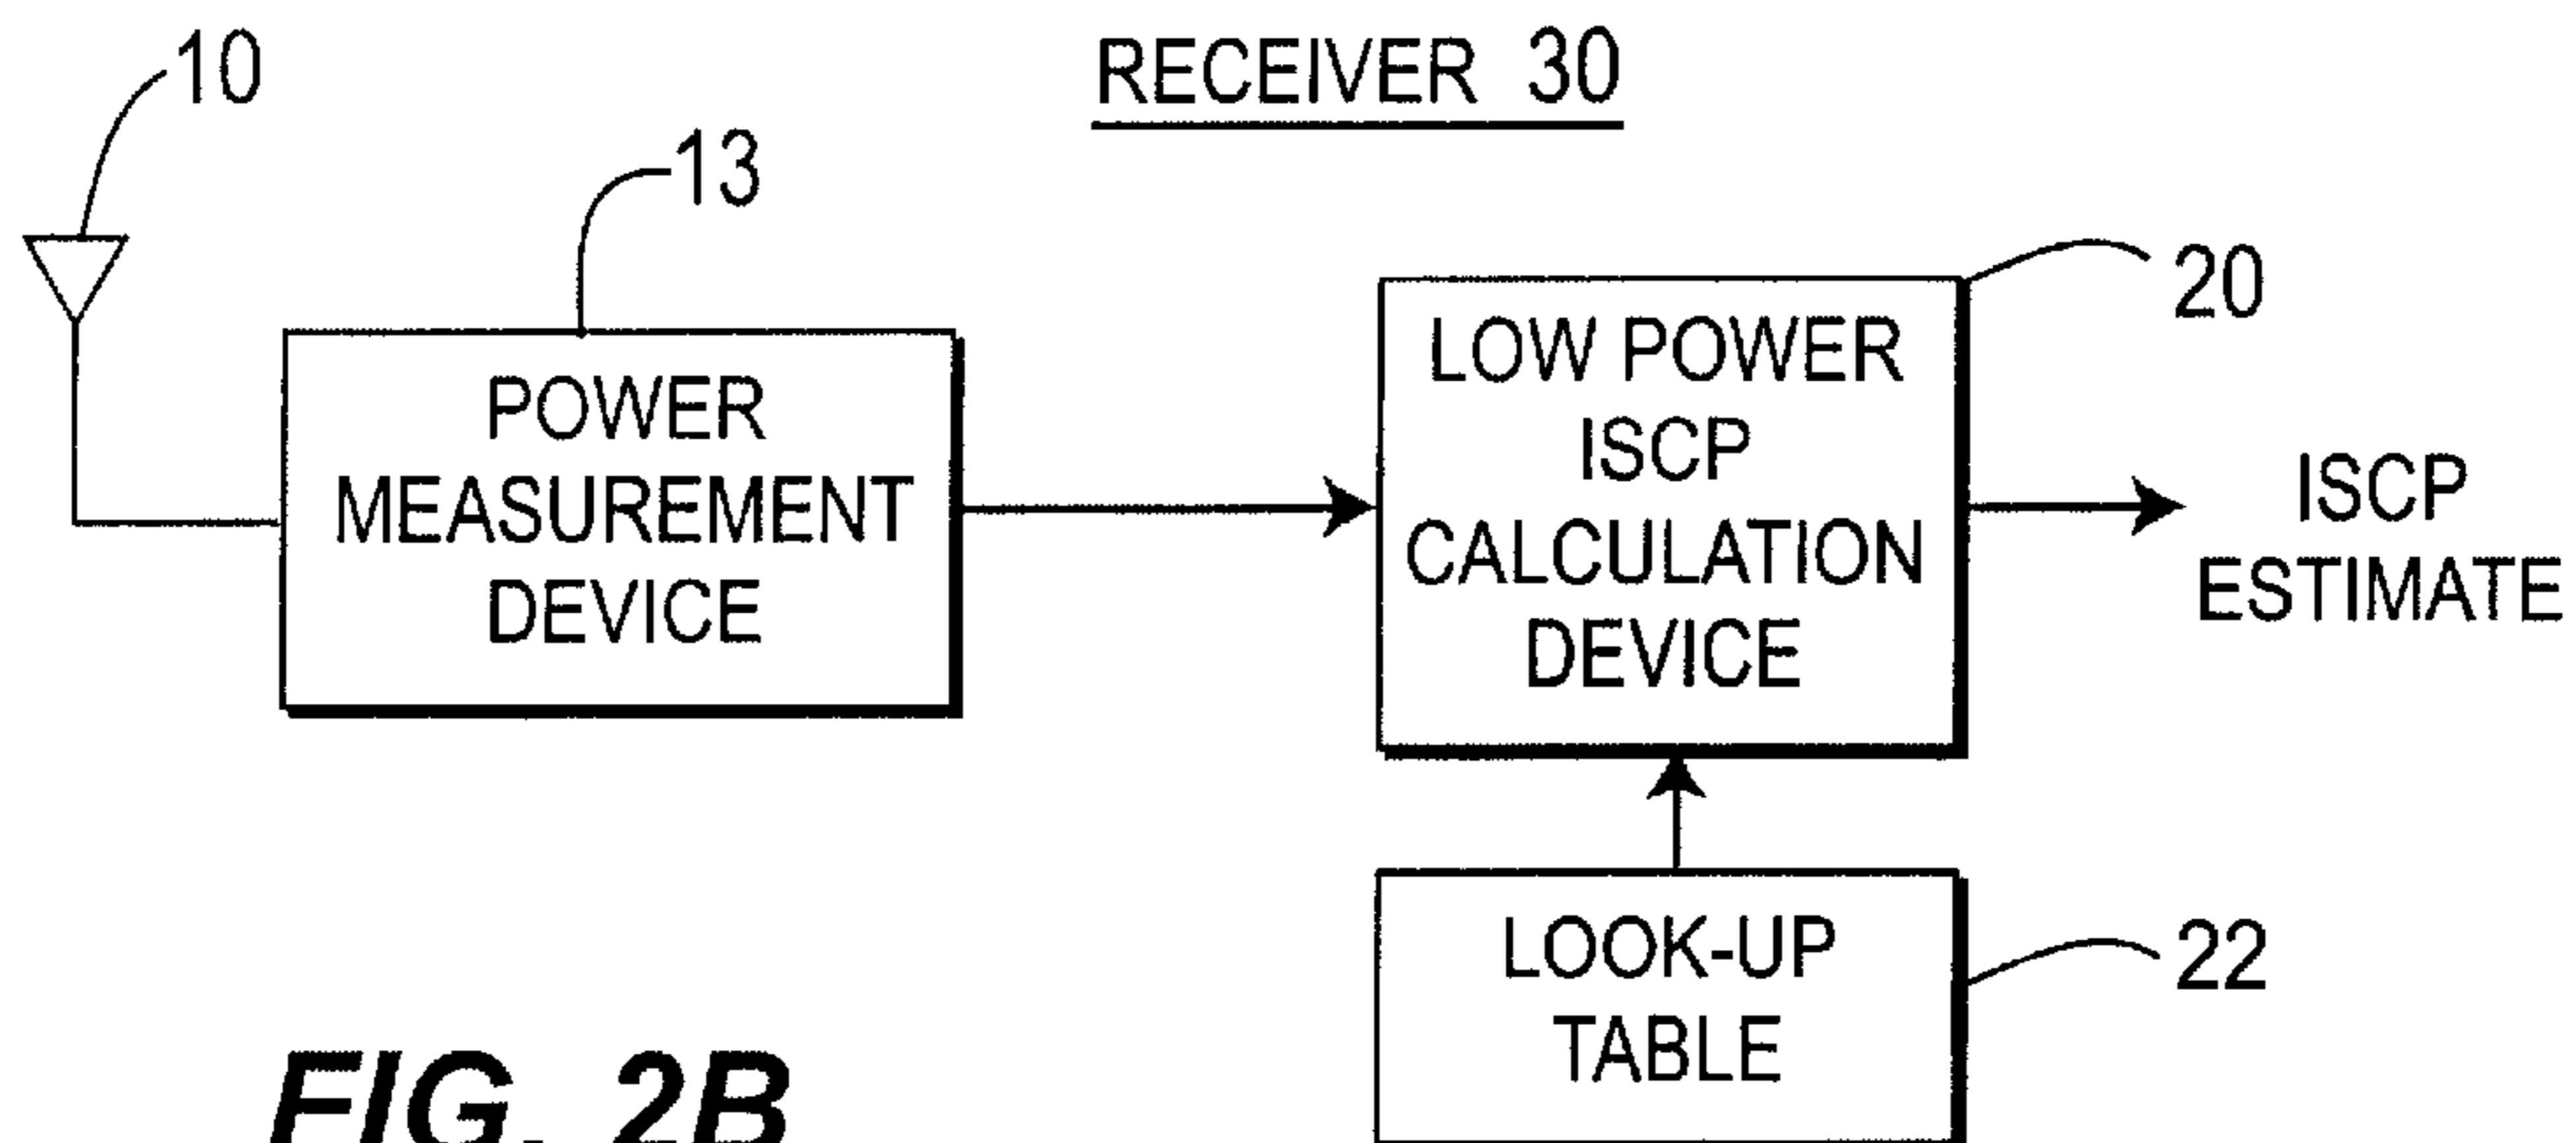 RECEIVER 30
10
13
POWER
MEASUREMENT
DEVICE
20
LOW POWER
ISCP
CALCULATION
DEVICE
ISCP
ESTIMATE
22
LOOK-UP
TABLE
FIG. 2B